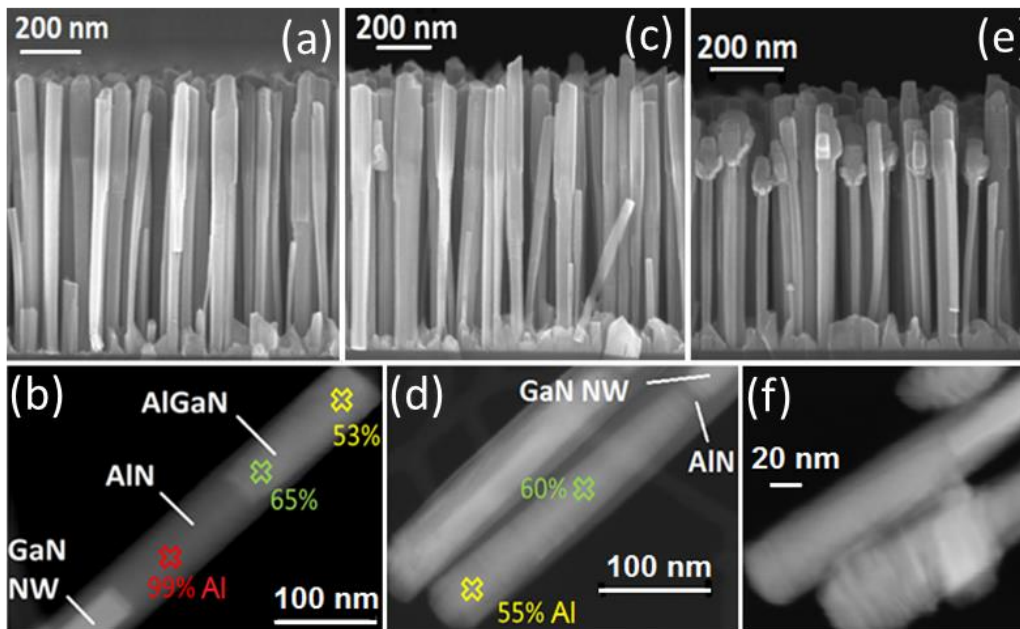 200 nm
(a)
200 nm
(c)
200 nm
(e)
(b)
AlGaN
53%
AlN
65%
GaN
NW
99% Al
100 nm
(d)
GaN NW
AlN
60%
100 nm
55% Al
(f)
20 nm